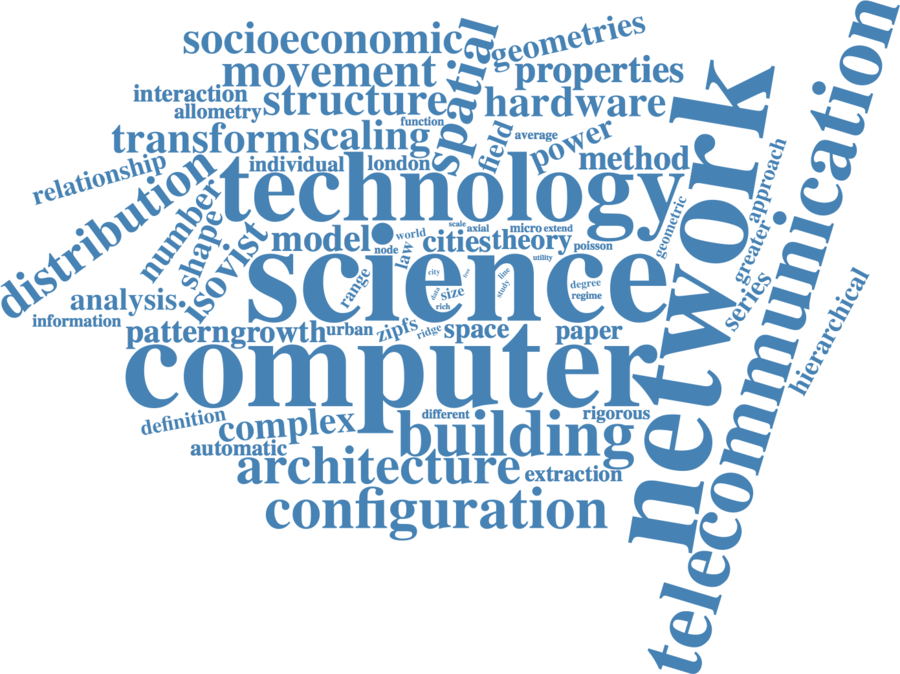 socioeconomic
geometries
movement
spatial
properties
interaction
structure
hardware
allometry
function
transform
scaling
field
average
power
relationship
individual
london
method
technology
network
telecommunication
approach
distribution
number
shape
isovist
model
node
world
law
scale
axial
cities
micro
extend
theory
poisson
geometric
greater
series
hierarchical
science
range
city
data
size
rich
free
line
study
utility
degree
regime
analysis
information
pattern
growth
urban
zipfs
ridge
space
paper
computer
definition
complex
different
rigorous
automatic
building
architecture
extraction
configuration